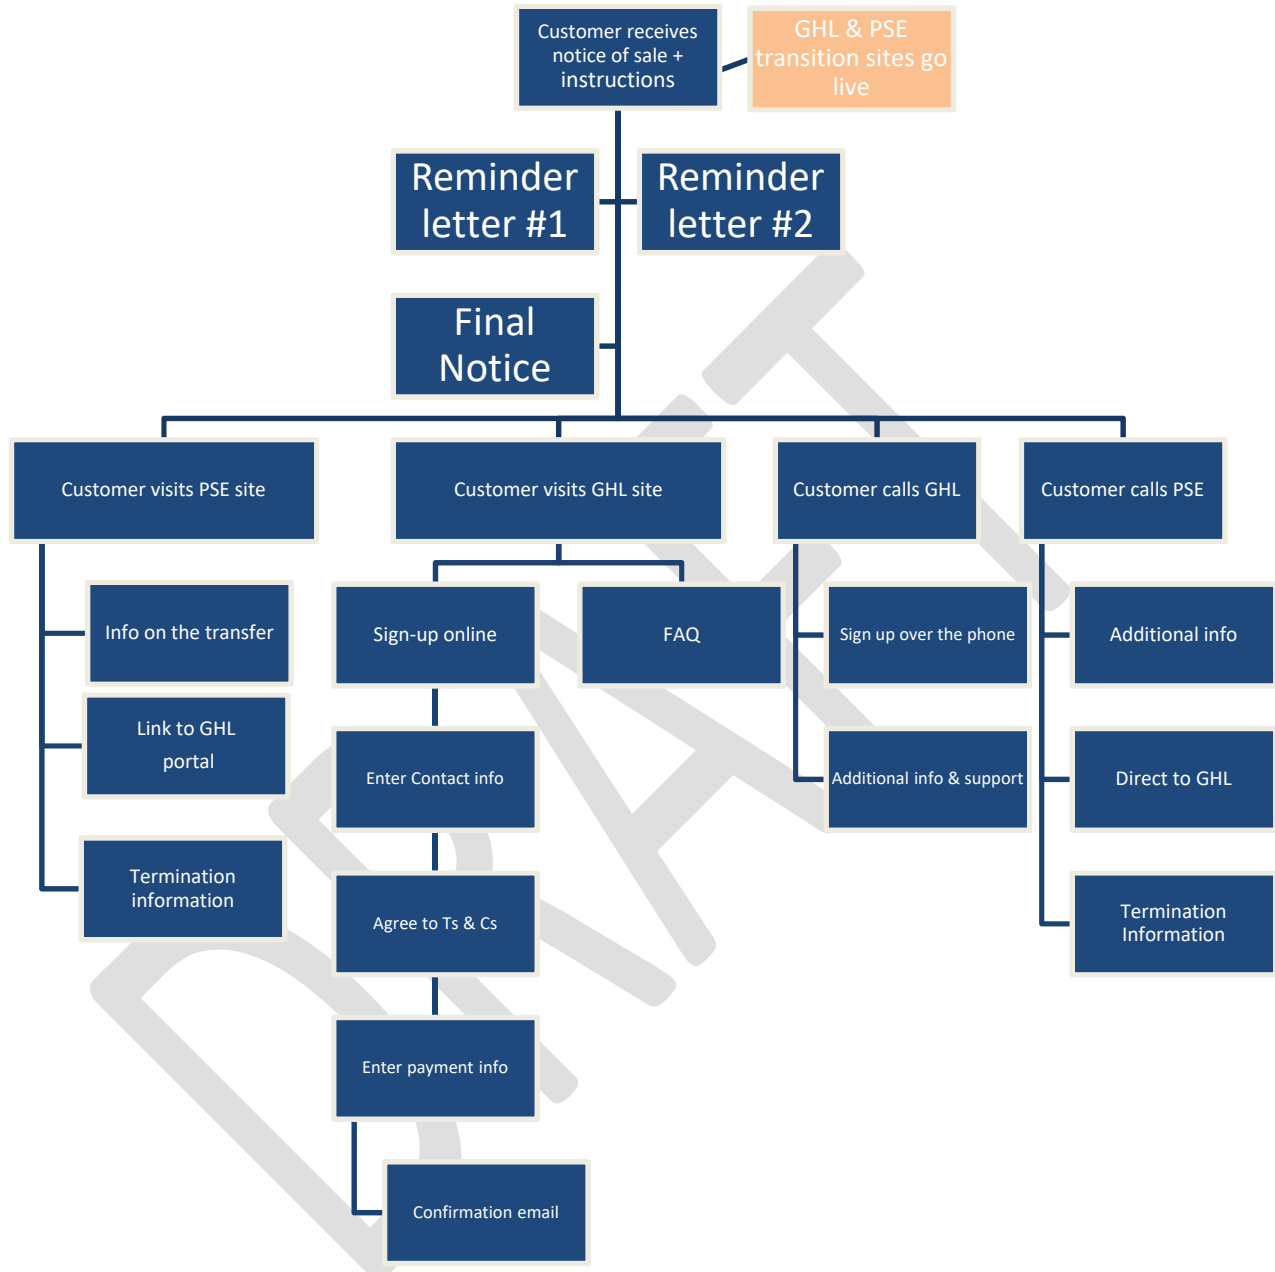 Customer receives
notice of sale +
instructions
GHL & PSE
transition sites go
live
Reminder
letter #1
Reminder
letter #2
Final
Notice
Customer visits PSE site
Customer visits GHL site
Customer calls GHL
Customer calls PSE
Info on the transfer
Sign-up online
FAQ
Sign up over the phone
Additional info
Link to GHL
portal
Enter Contact info
Additional info & support
Direct to GHL
Termination
information
Agree to Ts & Cs
Termination
Information
Enter payment info
Confirmation email
DRAFT